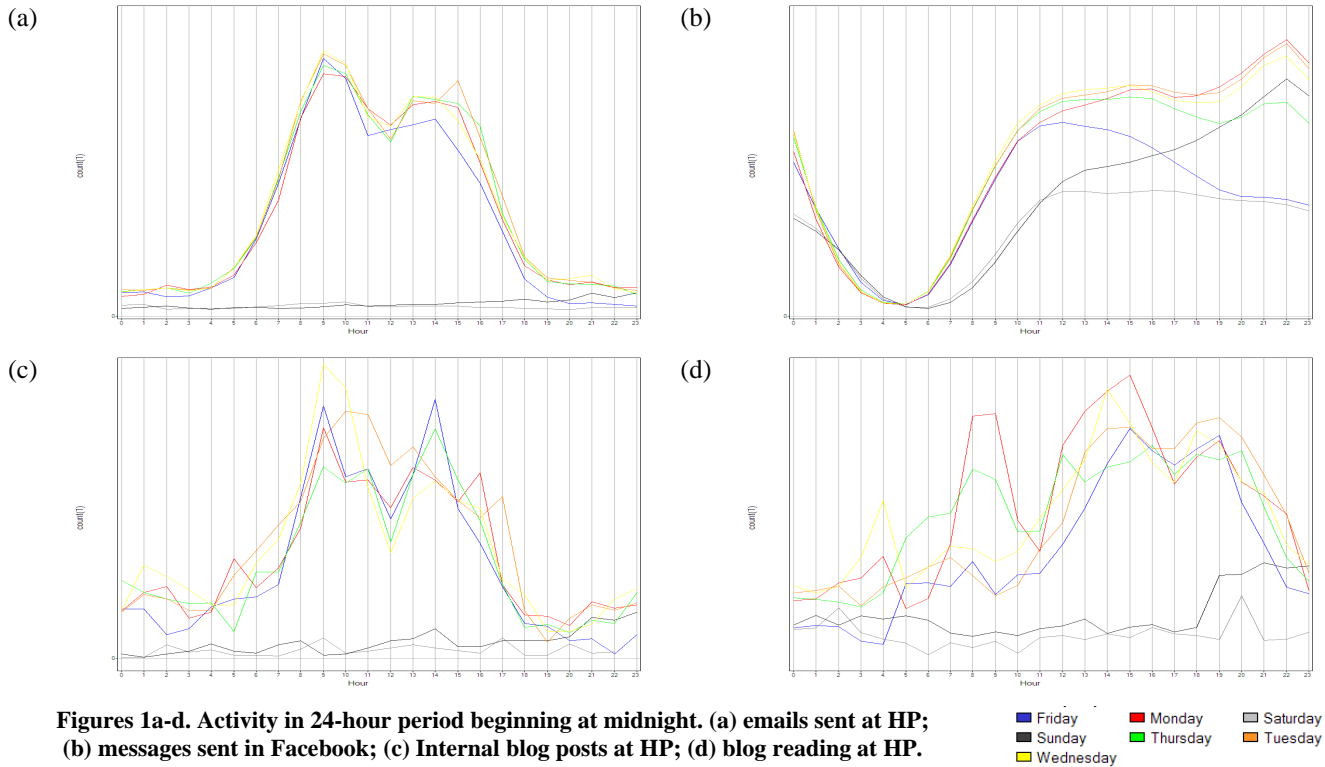 (a)
count(1)
0
0 1 2 3 4 5 6 7 8 9 10 11 12 13 14 15 16 17 18 19 20 21 22 23
Hour
(b)
count(1)
0
0 1 2 3 4 5 6 7 8 9 10 11 12 13 14 15 16 17 18 19 20 21 22 23
Hour
(c)
count(1)
0
0 1 2 3 4 5 6 7 8 9 10 11 12 13 14 15 16 17 18 19 20 21 22 23
Hour
(d)
count(1)
0
0 1 2 3 4 5 6 7 8 9 10 11 12 13 14 15 16 17 18 19 20 21 22 23
Hour
Figures 1a-d. Activity in 24-hour period beginning at midnight. (a) emails sent at HP;
(b) messages sent in Facebook; (c) Internal blog posts at HP; (d) blog reading at HP.
Friday Monday Saturday
Sunday Thursday Tuesday
Wednesday